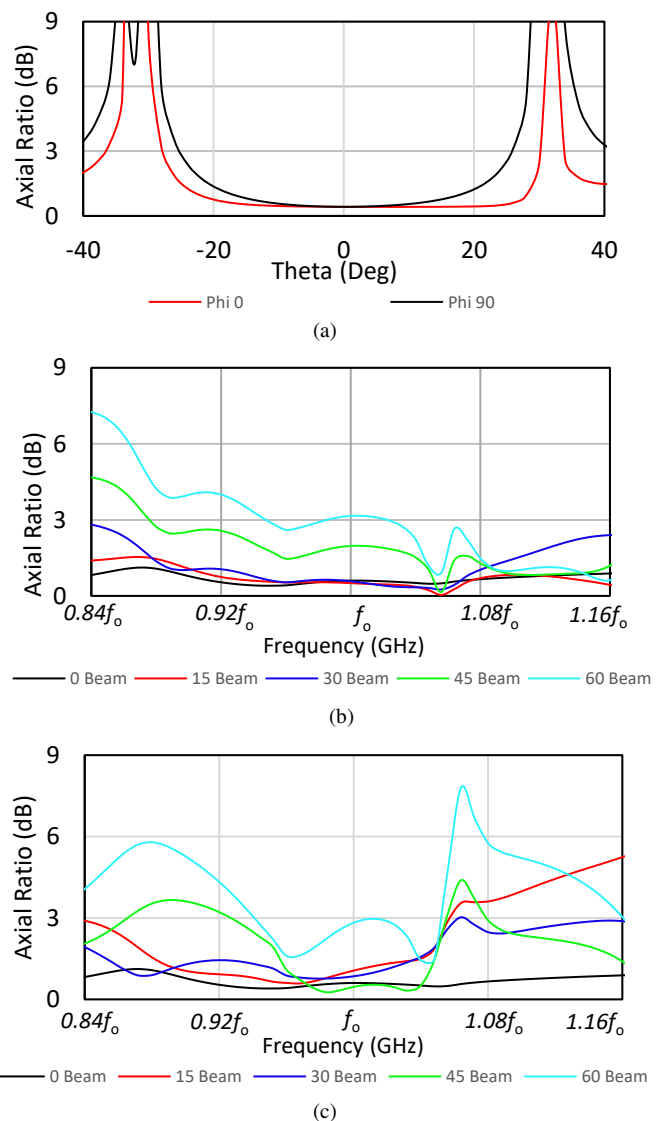 9
6
3
0
Axial Ratio (dB)
-40 -20 0 20 40
Theta (Deg)
Phi 0 Phi 90
(a)
9
6
3
0
Axial Ratio (dB)
0.84fo 0.92fo fo 1.08fo 1.16fo
Frequency (GHz)
0 Beam 15 Beam 30 Beam 45 Beam 60 Beam
(b)
9
6
3
0
Axial Ratio (dB)
0.84fo 0.92fo fo 1.08fo 1.16fo
Frequency (GHz)
0 Beam 15 Beam 30 Beam 45 Beam 60 Beam
(c)